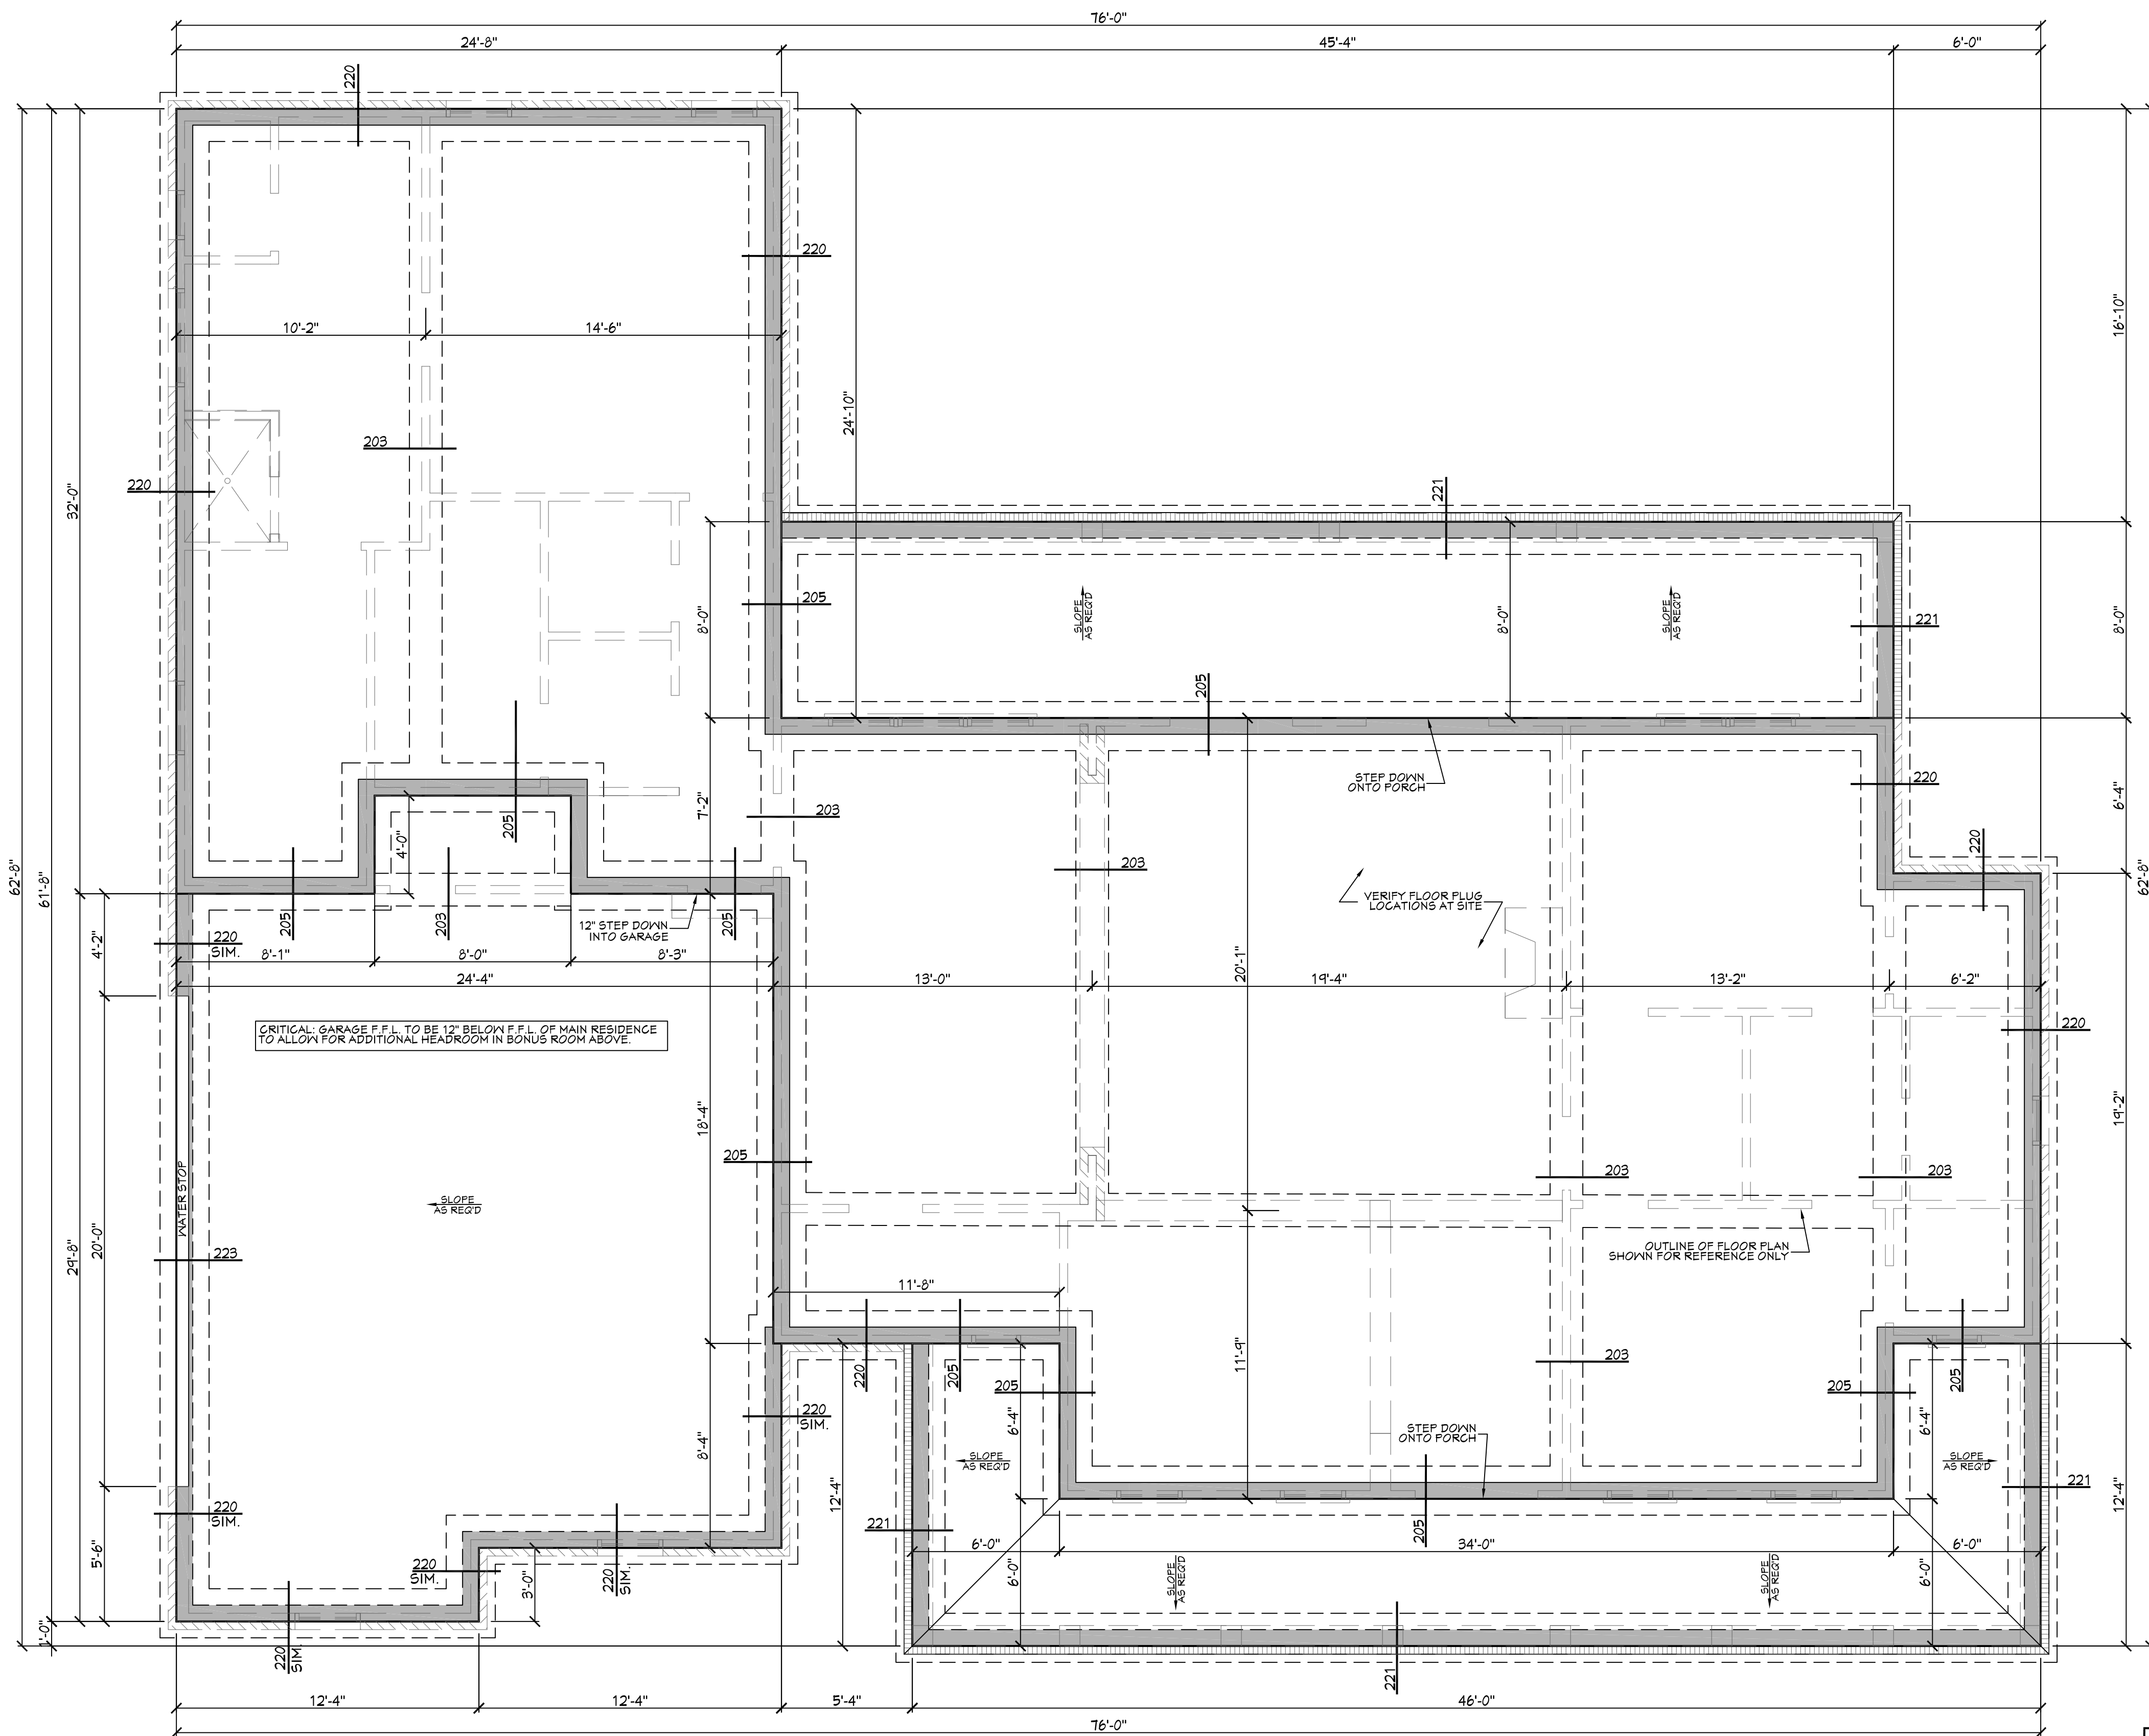 76'-0"
24'-8"
45'-4"
6'-0"
220
220
220
221
221
203
205
205
10'-2"
14'-6"
24'-10"
32'-0"
62'-8"
61'-8"
16'-10"
8'-0"
8'-0"
8'-0"
SLOPE
AS REQ'D
SLOPE
AS REQ'D
STEP DOWN
ONTO PORCH
220
220
6'-4"
7'-2"
203
203
4'-0"
205
205
203
205
12" STEP DOWN
INTO GARAGE
VERIFY FLOOR PLUG
LOCATIONS AT SITE
62'-8"
220
SIM.
4'-2"
8'-1"
8'-0"
8'-3"
24'-4"
13'-0"
19'-4"
13'-2"
6'-2"
20'-1"
CRITICAL: GARAGE F.F.L. TO BE 12" BELOW F.F.L. OF MAIN RESIDENCE
TO ALLOW FOR ADDITIONAL HEADROOM IN BONUS ROOM ABOVE.
220
19'-2"
18'-4"
205
203
203
WATER STOP
SLOPE
AS REQ'D
223
20'-0"
29'-8"
OUTLINE OF FLOOR PLAN
SHOWN FOR REFERENCE ONLY
11'-8"
11'-9"
220
205
205
203
205
205
6'-4"
6'-4"
220
SIM.
8'-4"
STEP DOWN
ONTO PORCH
SLOPE
AS REQ'D
SLOPE
AS REQ'D
221
12'-4"
12'-4"
220
SIM.
221
205
5'-6"
6'-0"
34'-0"
6'-0"
220
SIM.
220
SIM.
3'-0"
6'-0"
6'-0"
SLOPE
AS REQ'D
SLOPE
AS REQ'D
1'-0"
220
SIM.
221
12'-4"
12'-4"
5'-4"
46'-0"
76'-0"